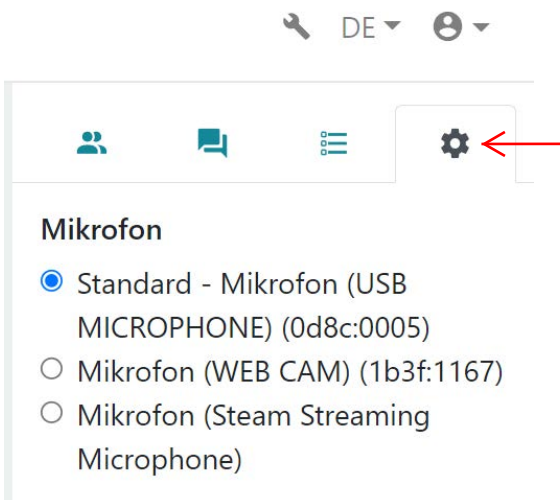 DE
Mikrofon
Standard - Mikrofon (USB
MICROPHONE) (0d8c:0005)
Mikrofon (WEB CAM) (1b3f:1167)
Mikrofon (Steam Streaming
Microphone)